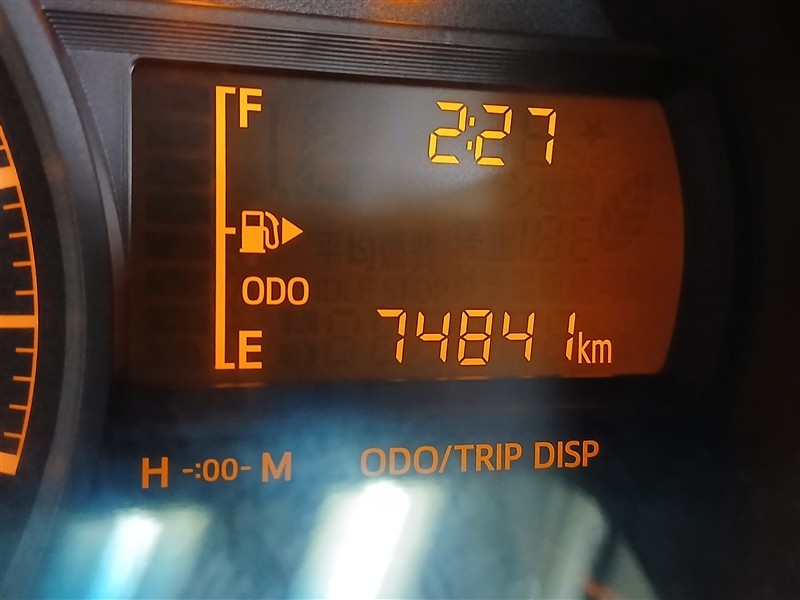 F
2:27
ODO
E
74841km
H -:00- M
ODO/TRIP DISP